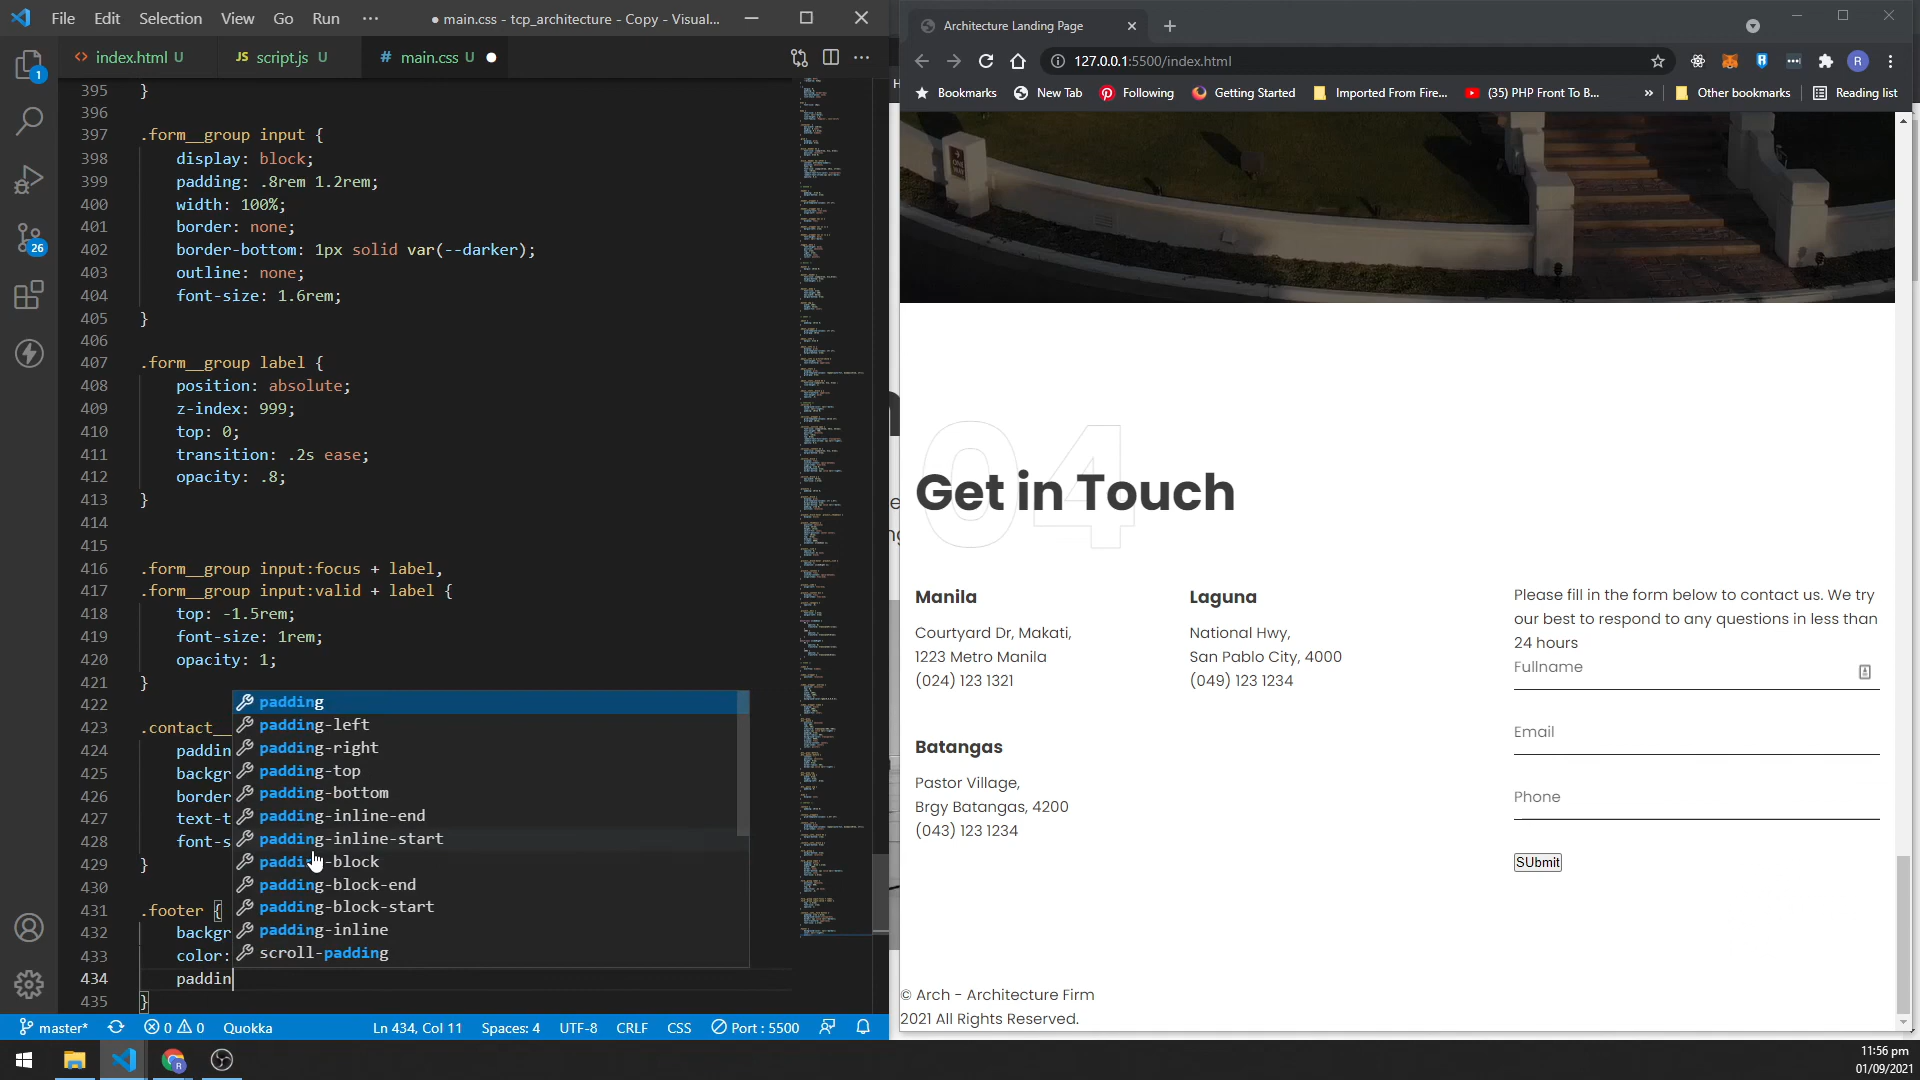 File Edit Selection View Go Run ···
● main.css - tcp_architecture - Copy - Visual...
<> index.html U
JS script.js U
# main.css U ●
1
26
395 }
396
397 .form__group input {
398 display: block;
399 padding: .8rem 1.2rem;
400 width: 100%;
401 border: none;
402 border-bottom: 1px solid var(--darker);
403 outline: none;
404 font-size: 1.6rem;
405 }
406
407 .form__group label {
408 position: absolute;
409 z-index: 999;
410 top: 0;
411 transition: .2s ease;
412 opacity: .8;
413 }
414
415
416 .form__group input:focus + label,
417 .form__group input:valid + label {
418 top: -1.5rem;
419 font-size: 1rem;
420 opacity: 1;
421 }
422
423 .contact__
424 paddin
425 backgr
426 border
427 text-t
428 font-s
429 }
430
431 .footer {
432 backgr
433 color:
434 paddin
435 }
padding
padding-left
padding-right
padding-top
padding-bottom
padding-inline-end
padding-inline-start
padding-block
padding-block-end
padding-block-start
padding-inline
scroll-padding
master* 0 0 Quokka Ln 434, Col 11 Spaces: 4 UTF-8 CRLF CSS Port : 5500
Architecture Landing Page
127.0.0.1:5500/index.html
R
Bookmarks New Tab Following Getting Started Imported From Fire... (35) PHP Front To B... » Other bookmarks Reading list
ONE WAY
04
Get in Touch
Manila
Courtyard Dr, Makati,
1223 Metro Manila
(024) 123 1321
Laguna
National Hwy,
San Pablo City, 4000
(049) 123 1234
Batangas
Pastor Village,
Brgy Batangas, 4200
(043) 123 1234
Please fill in the form below to contact us. We try
our best to respond to any questions in less than
24 hours
Fullname
Email
Phone
SUbmit
© Arch - Architecture Firm
2021 All Rights Reserved.
11:56 pm
01/09/2021